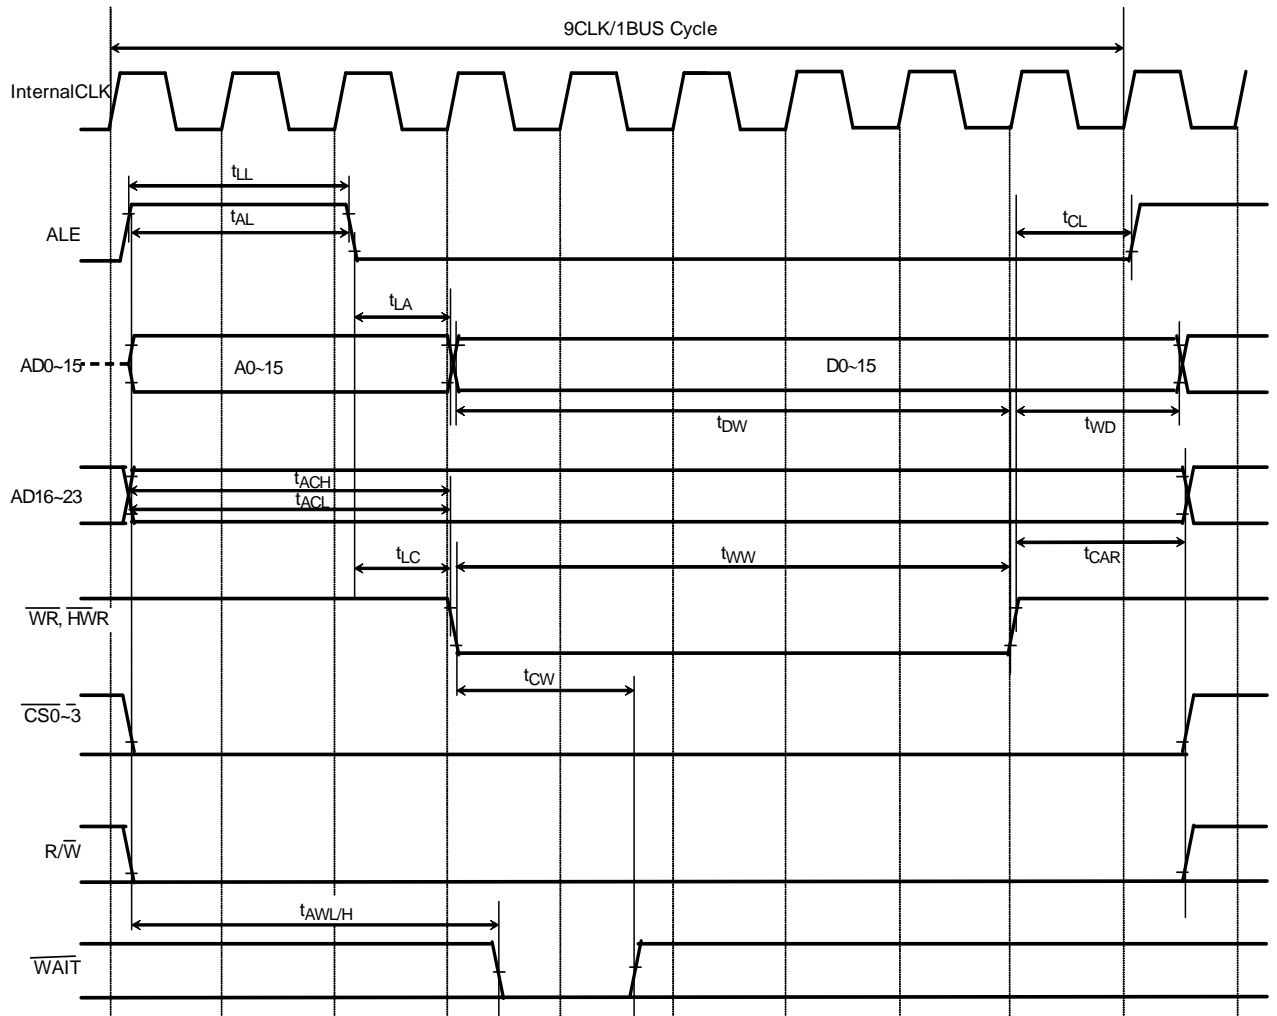 9CLK/1BUS Cycle
InternalCLK
tLL
tAL
tCL
ALE
tLA
AD0~15
A0~15
D0~15
tDW
tWD
tACH
AD16~23
tACL
tLC
tWW
tCAR
WR, HWR
tCW
CS0~3
R/W
tAWL/H
WAIT